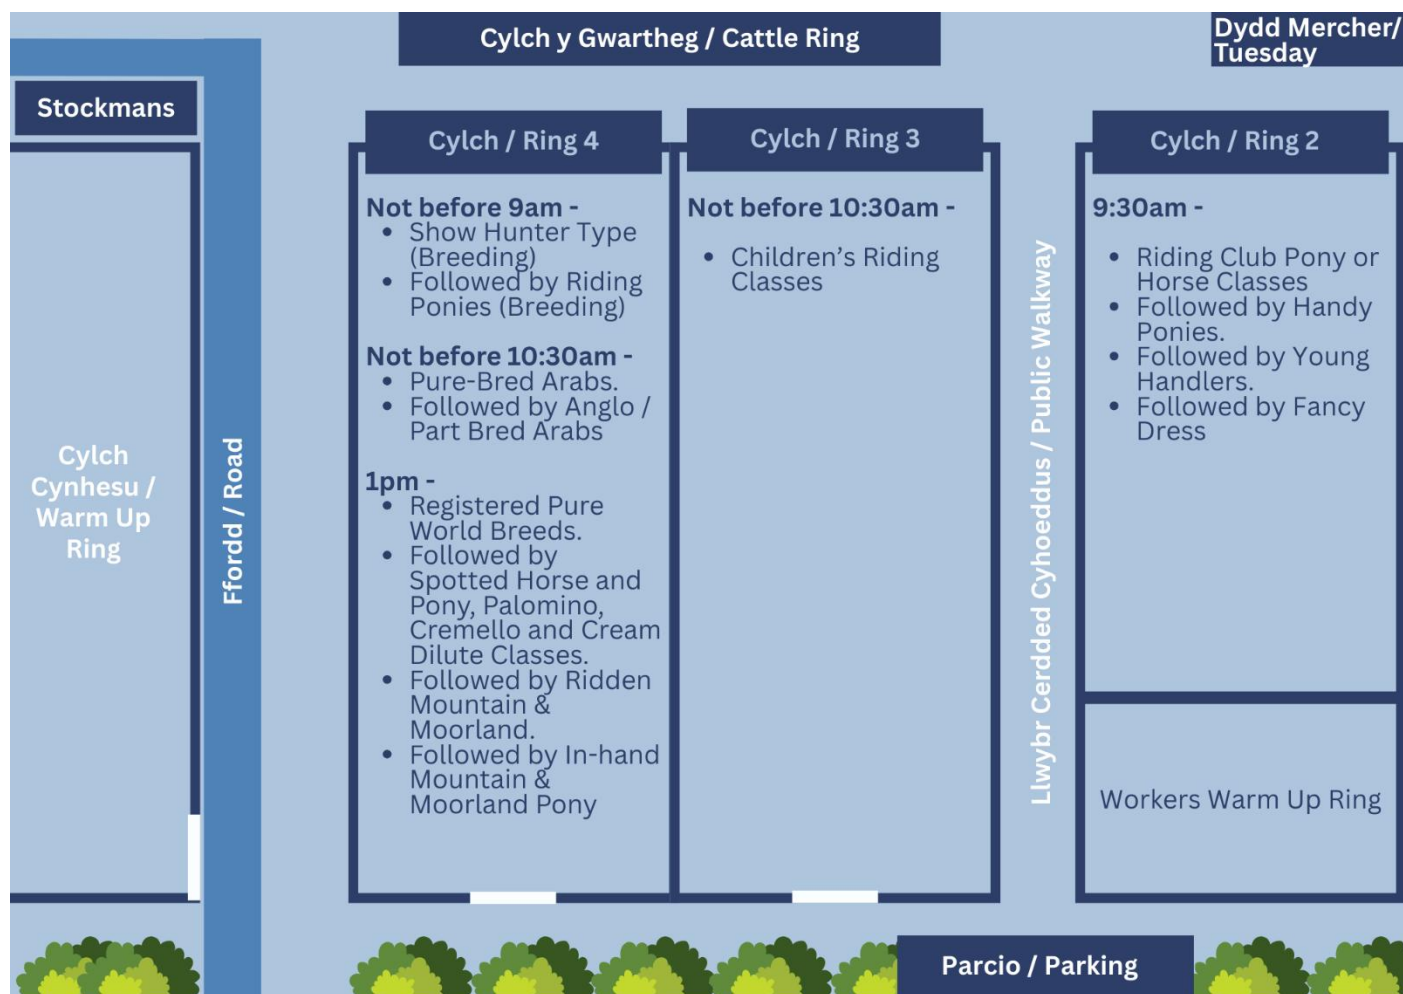 Cylch y Gwartheg / Cattle Ring
Dydd Mercher/
Tuesday
Stockmans
Cylch
Cynhesu /
Warm Up
Ring
Ffordd / Road
Cylch / Ring 4
Not before 9am -
• Show Hunter Type
(Breeding)
• Followed by Riding
Ponies (Breeding)
Not before 10:30am -
• Pure-Bred Arabs.
• Followed by Anglo /
Part Bred Arabs
1pm -
• Registered Pure
World Breeds.
• Followed by
Spotted Horse and
Pony, Palomino,
Cremello and Cream
Dilute Classes.
• Followed by Ridden
Mountain &
Moorland.
• Followed by In-hand
Mountain &
Moorland Pony
Cylch / Ring 3
Not before 10:30am -
• Children’s Riding
Classes
Llwybr Cerdded Cyhoeddus / Public Walkway
Cylch / Ring 2
9:30am -
• Riding Club Pony or
Horse Classes
• Followed by Handy
Ponies.
• Followed by Young
Handlers.
• Followed by Fancy
Dress
Workers Warm Up Ring
Parcio / Parking